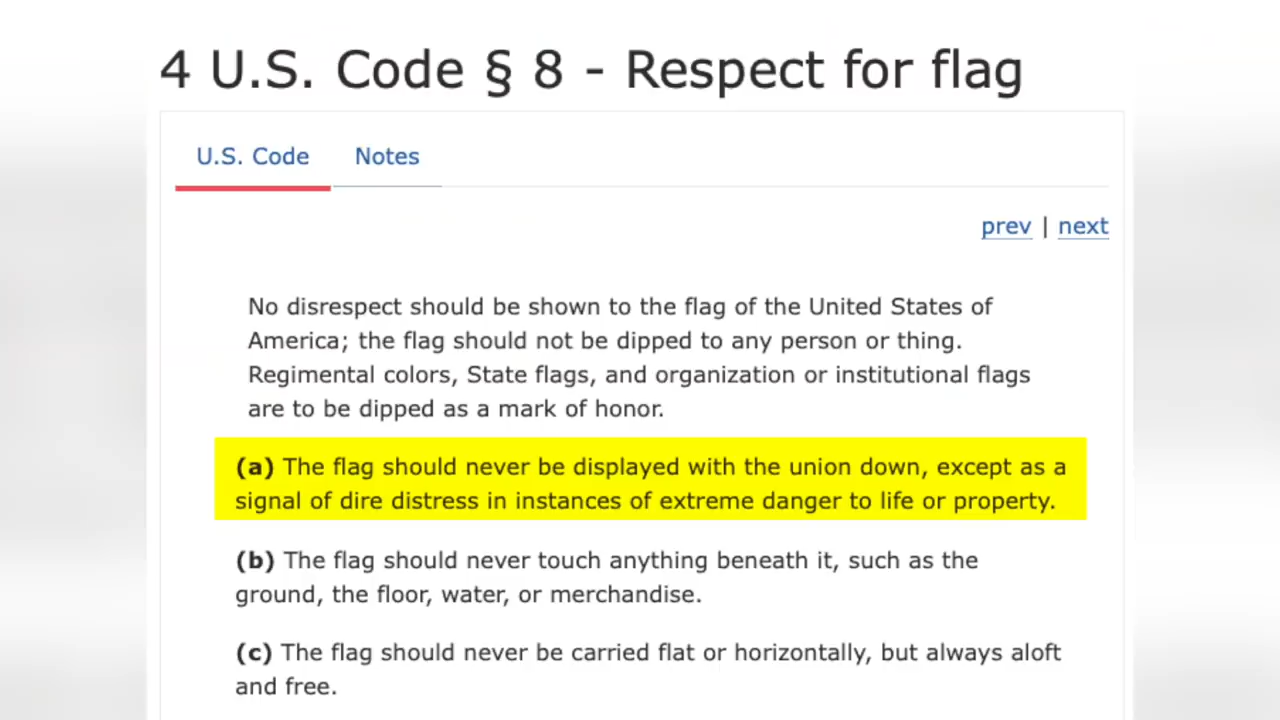 4 U.S. Code § 8 - Respect for flag
U.S. Code Notes
prev | next
No disrespect should be shown to the flag of the United States of
America; the flag should not be dipped to any person or thing.
Regimental colors, State flags, and organization or institutional flags
are to be dipped as a mark of honor.
(a) The flag should never be displayed with the union down, except as a
signal of dire distress in instances of extreme danger to life or property.
(b) The flag should never touch anything beneath it, such as the
ground, the floor, water, or merchandise.
(c) The flag should never be carried flat or horizontally, but always aloft
and free.